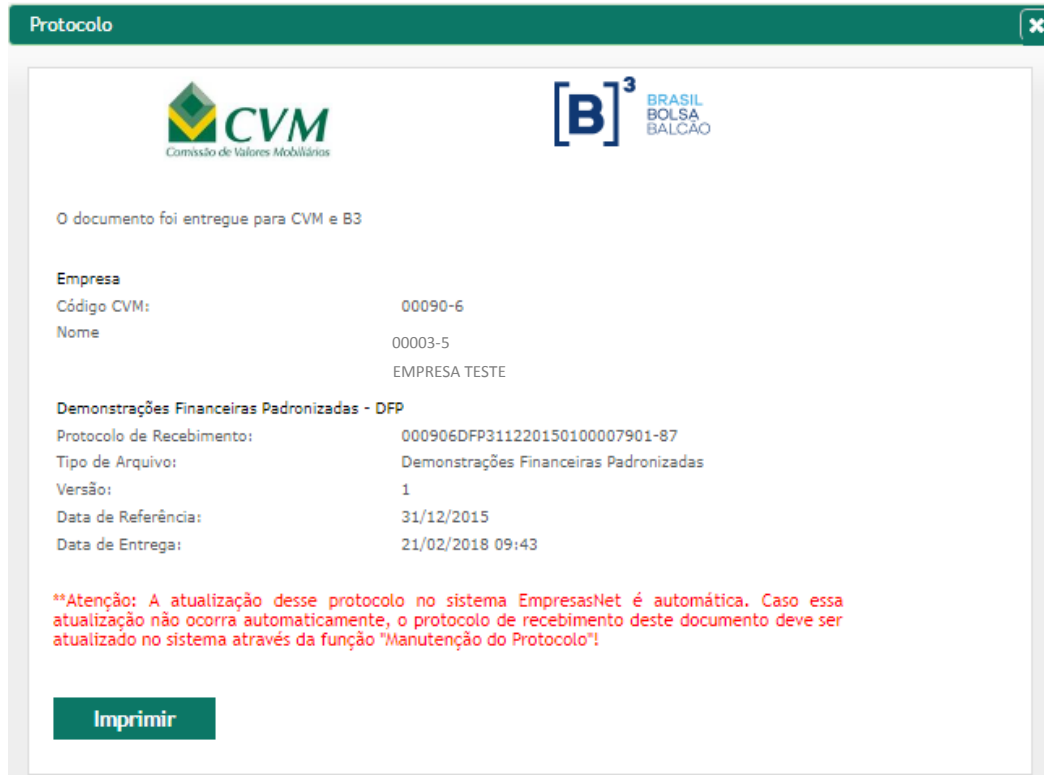 Protocolo
CVM
Comissão de Valores Mobiliários
[B]³ BRASIL
BOLSA
BALCÃO
O documento foi entregue para CVM e B3
Empresa
Código CVM: 00090-6
Nome
00003-5
EMPRESA TESTE
Demonstrações Financeiras Padronizadas - DFP
Protocolo de Recebimento: 000906DFP311220150100007901-87
Tipo de Arquivo: Demonstrações Financeiras Padronizadas
Versão: 1
Data de Referência: 31/12/2015
Data de Entrega: 21/02/2018 09:43
**Atenção: A atualização desse protocolo no sistema EmpresasNet é automática. Caso essa
atualização não ocorra automaticamente, o protocolo de recebimento deste documento deve ser
atualizado no sistema através da função "Manutenção do Protocolo"!
Imprimir